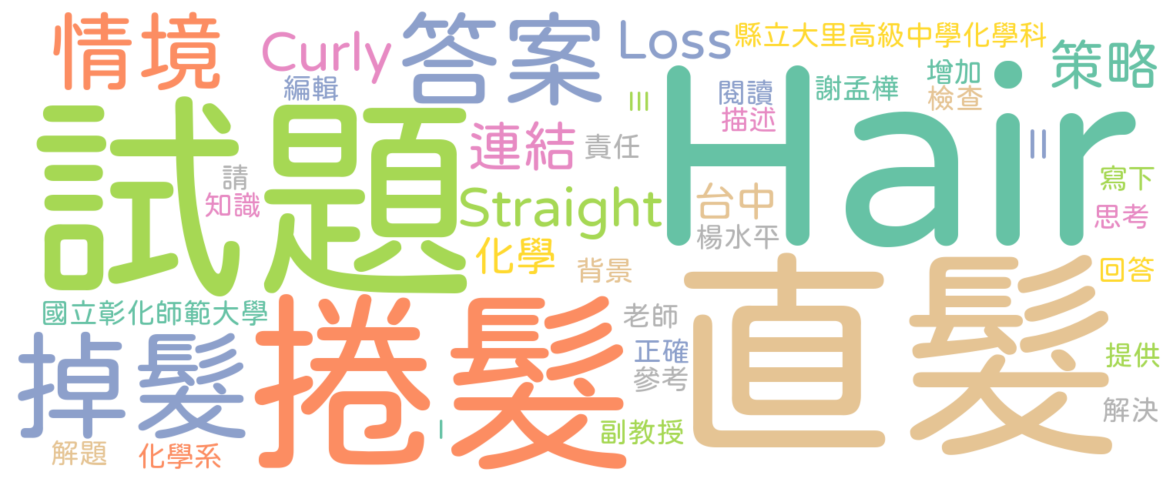 情境
Curly
答案
Loss
縣立大里高級中學化學科
策略
編輯
III
閱讀
謝孟樺
增加
描述
檢查
試題
連結
責任
Hair
II
請
知識
Straight
台中
楊水平
寫下
思考
化學
背景
回答
國立彰化師範大學
老師
直髮
掉髮
捲髮
正確
參考
提供
解決
I
副教授
解題
化學系